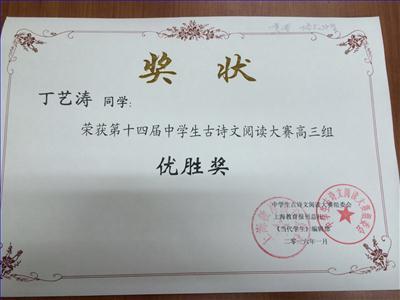 奖状
丁艺涛 同学:
荣获第十四届中学生古诗文阅读大赛高三组
优胜奖
中学生古诗文阅读大赛组委会
上海教育报刊总社
《当代学生》编辑部
二〇一六年一月